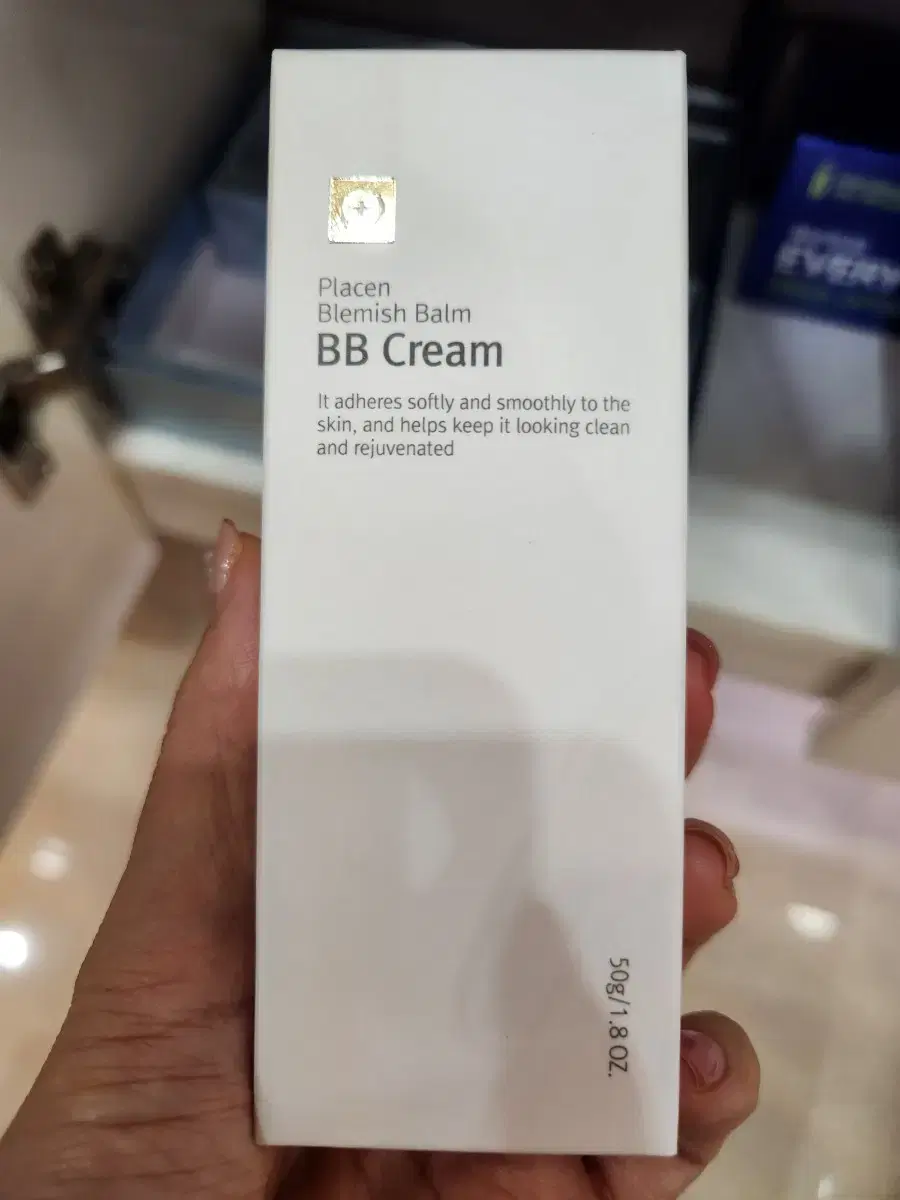 Placen
Blemish Balm
BB Cream
It adheres softly and smoothly to the
skin, and helps keep it looking clean
and rejuvenated
50g/1.8 OZ.
EVERY